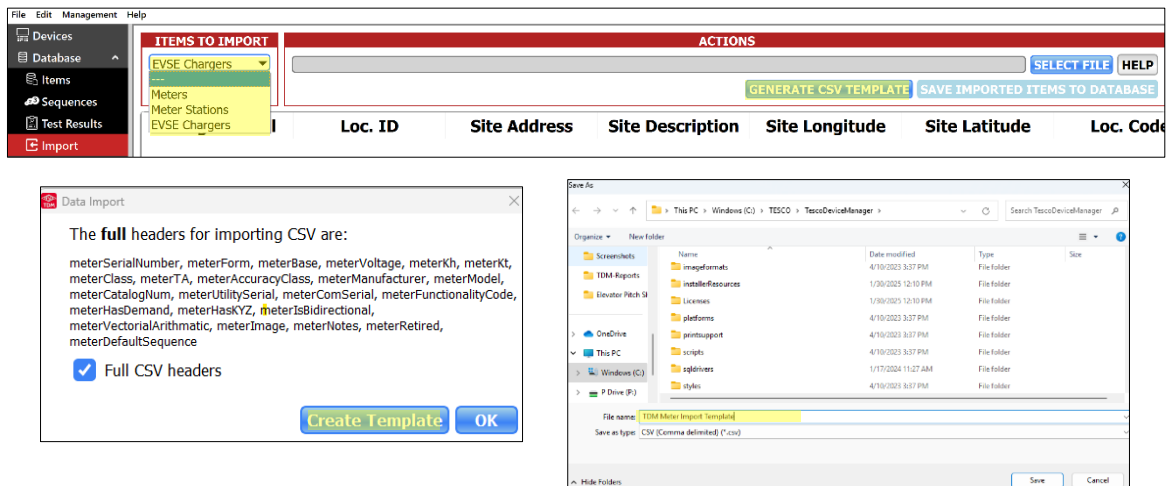 File Edit Management Help
Devices
Database
Items
Sequences
Test Results
Import
ITEMS TO IMPORT
EVSE Chargers
---
Meters
Meter Stations
EVSE Chargers
ACTIONS
SELECT FILE HELP
GENERATE CSV TEMPLATE SAVE IMPORTED ITEMS TO DATABASE
Loc. ID Site Address Site Description Site Longitude Site Latitude Loc. Code
TDM Data Import
The full headers for importing CSV are:
meterSerialNumber, meterForm, meterBase, meterVoltage, meterKh, meterKt,
meterClass, meterTA, meterAccuracyClass, meterManufacturer, meterModel,
meterCatalogNum, meterUtilitySerial, meterComSerial, meterFunctionalityCode,
meterHasDemand, meterHasKYZ, meterIsBidirectional,
meterVectorialArithmatic, meterImage, meterNotes, meterRetired,
meterDefaultSequence
Full CSV headers
Create Template OK
Save As
This PC > Windows (C:) > TESCO > TescoDeviceManager >
Search TescoDeviceManager
Organize New folder
Screenshots
TDM-Reports
Elevator Pitch Sl
OneDrive
This PC
Windows (C:)
P Drive (P:)
Name Date modified Type Size
imageformats 4/10/2023 3:37 PM File folder
installerResources 1/30/2025 12:10 PM File folder
Licenses 1/30/2025 12:10 PM File folder
platforms 4/10/2023 3:37 PM File folder
printsupport 4/10/2023 3:37 PM File folder
scripts 4/10/2023 3:37 PM File folder
sqldrivers 1/17/2024 11:27 AM File folder
styles 4/10/2023 3:37 PM File folder
File name: TDM Meter Import Template
Save as type: CSV (Comma delimited) (*.csv)
Hide Folders
Save Cancel